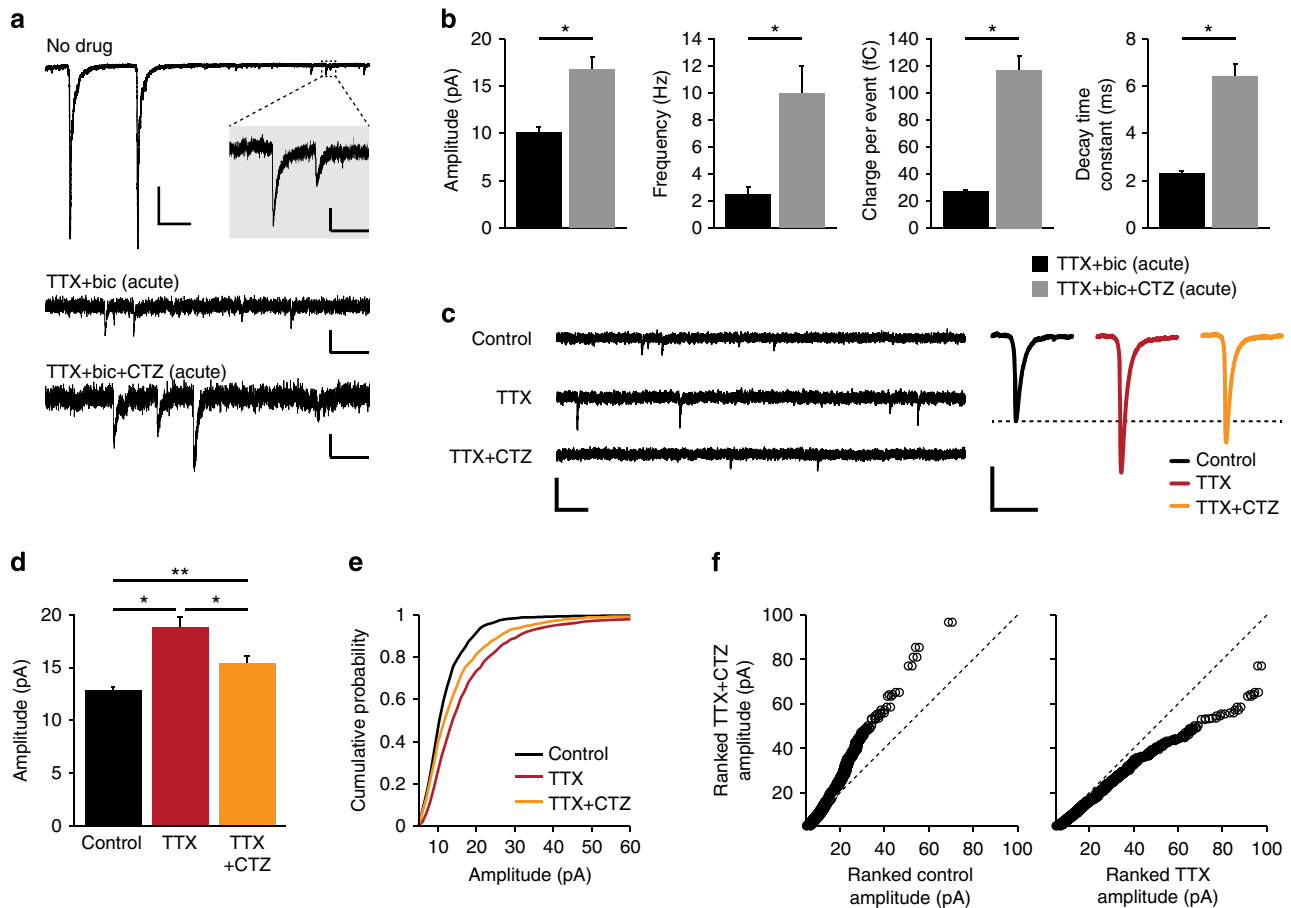 a
No drug
TTX+bic (acute)
TTX+bic+CTZ (acute)
b
Amplitude (pA)
20
15
10
5
0
*
Frequency (Hz)
14
12
10
8
6
4
2
0
*
Charge per event (fC)
140
120
100
80
60
40
20
0
*
Decay time
constant (ms)
8
6
4
2
0
*
TTX+bic (acute)
TTX+bic+CTZ (acute)
c
Control
TTX
TTX+CTZ
Control
TTX
TTX+CTZ
d
Amplitude (pA)
20
15
10
5
0
**
* *
Control TTX TTX
+CTZ
e
Cumulative probability
1
0.8
0.6
0.4
0.2
0
10 20 30 40 50 60
Amplitude (pA)
Control
TTX
TTX+CTZ
f
Ranked TTX+CTZ
amplitude (pA)
100
80
60
40
20
20 40 60 80 100
Ranked control
amplitude (pA)
20 40 60 80 100
Ranked TTX
amplitude (pA)